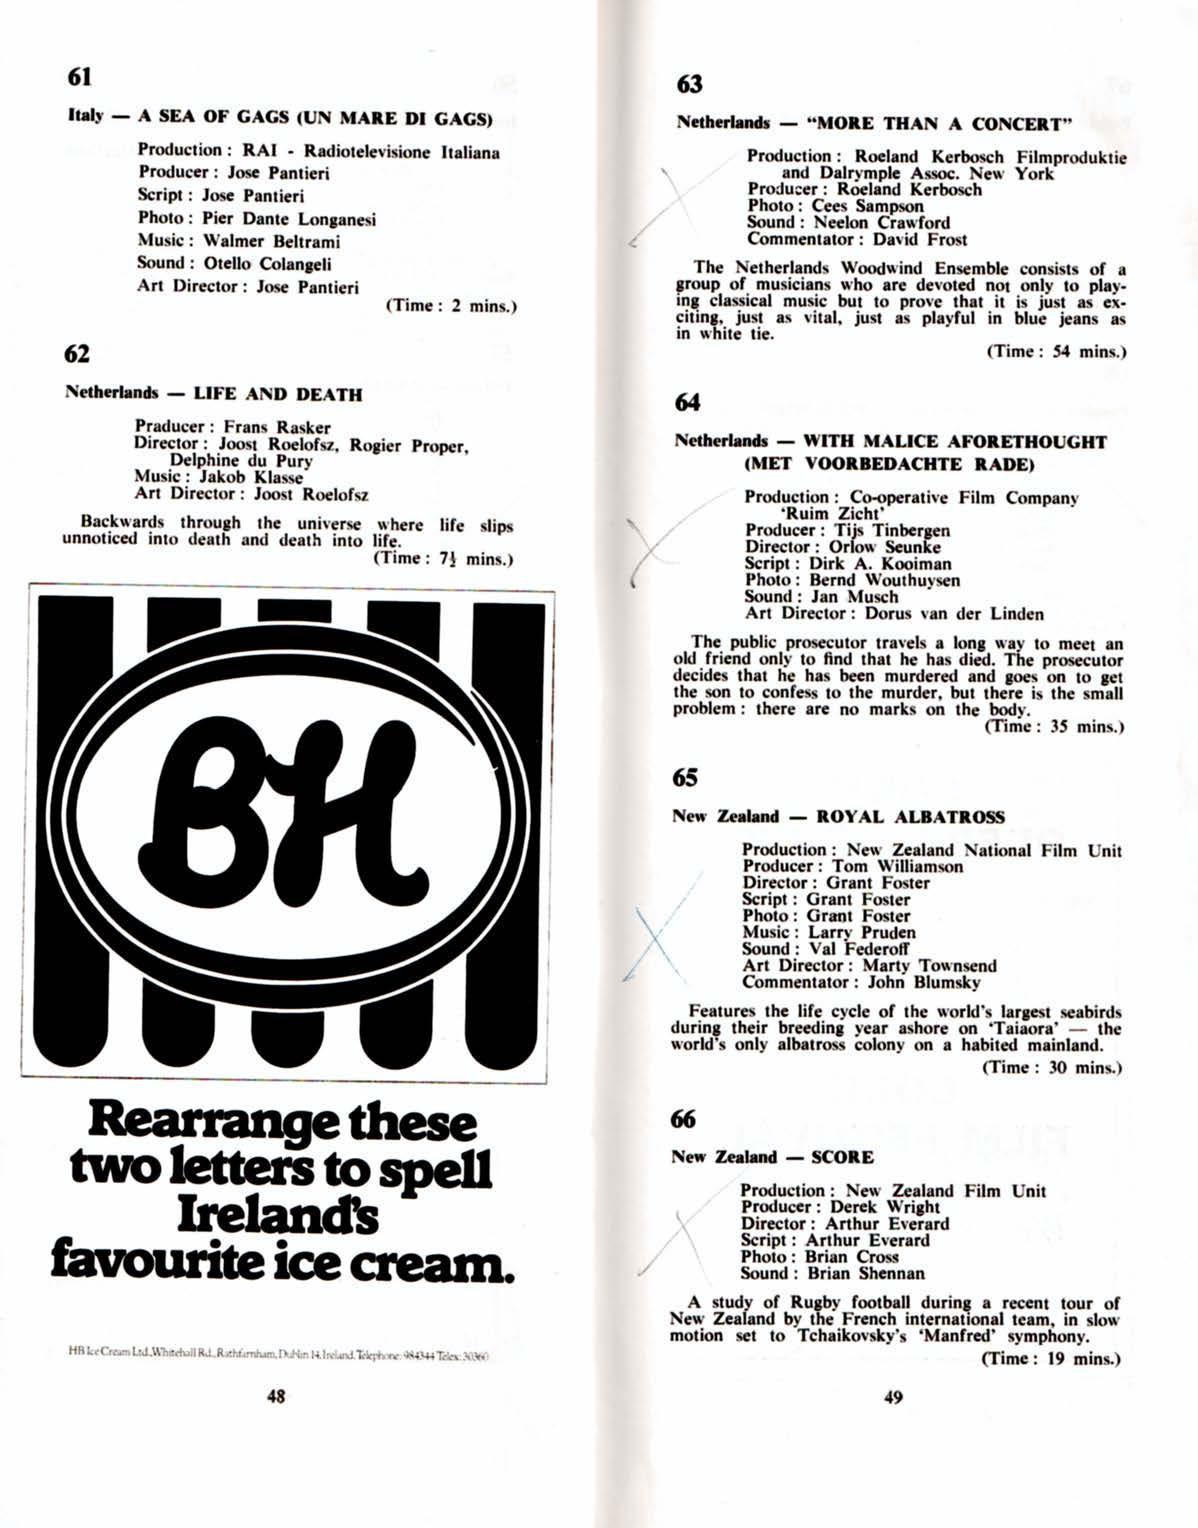 61
Italy — A SEA OF GAGS (UN MARE DI GAGS)
Production : RAI - Radiotelevisione Italiana
Producer : Jose Pantieri
Script : Jose Pantieri
Photo : Pier Dante Longanesi
Music : Walmer Beltrami
Sound : Otello Colangeli
Art Director : Jose Pantieri
(Time : 2 mins.)
62
Netherlands — LIFE AND DEATH
Praducer : Frans Rasker
Director : Joost Roelofsz, Rogier Proper,
Delphine du Pury
Music : Jakob Klasse
Art Director : Joost Roelofsz
Backwards through the universe where life slips
unnoticed into death and death into life.
(Time : 7½ mins.)
BH
Rearrange these
two letters to spell
Ireland's
favourite ice cream.
HB Ice Cream Ltd., Whitehall Rd., Rathfarnham, Dublin 14, Ireland. Telephone: 984344 Telex: 30360
48
63
Netherlands — “MORE THAN A CONCERT”
Production : Roeland Kerbosch Filmproduktie
and Dalrymple Assoc. New York
Producer : Roeland Kerbosch
Photo : Cees Sampson
Sound : Neelon Crawford
Commentator : David Frost
The Netherlands Woodwind Ensemble consists of a
group of musicians who are devoted not only to play-
ing classical music but to prove that it is just as ex-
citing, just as vital, just as playful in blue jeans as
in white tie.
(Time : 54 mins.)
64
Netherlands — WITH MALICE AFORETHOUGHT
(MET VOORBEDACHTE RADE)
Production : Co-operative Film Company
‘Ruim Zicht’
Producer : Tijs Tinbergen
Director : Orlow Seunke
Script : Dirk A. Kooiman
Photo : Bernd Wouthuysen
Sound : Jan Musch
Art Director : Dorus van der Linden
The public prosecutor travels a long way to meet an
old friend only to find that he has died. The prosecutor
decides that he has been murdered and goes on to get
the son to confess to the murder, but there is the small
problem : there are no marks on the body.
(Time : 35 mins.)
65
New Zealand — ROYAL ALBATROSS
Production : New Zealand National Film Unit
Producer : Tom Williamson
Director : Grant Foster
Script : Grant Foster
Photo : Grant Foster
Music : Larry Pruden
Sound : Val Federoff
Art Director : Marty Townsend
Commentator : John Blumsky
Features the life cycle of the world's largest seabirds
during their breeding year ashore on ‘Taiaora’ — the
world's only albatross colony on a habited mainland.
(Time : 30 mins.)
66
New Zealand — SCORE
Production : New Zealand Film Unit
Producer : Derek Wright
Director : Arthur Everard
Script : Arthur Everard
Photo : Brian Cross
Sound : Brian Shennan
A study of Rugby football during a recent tour of
New Zealand by the French international team, in slow
motion set to Tchaikovsky's ‘Manfred’ symphony.
(Time : 19 mins.)
49